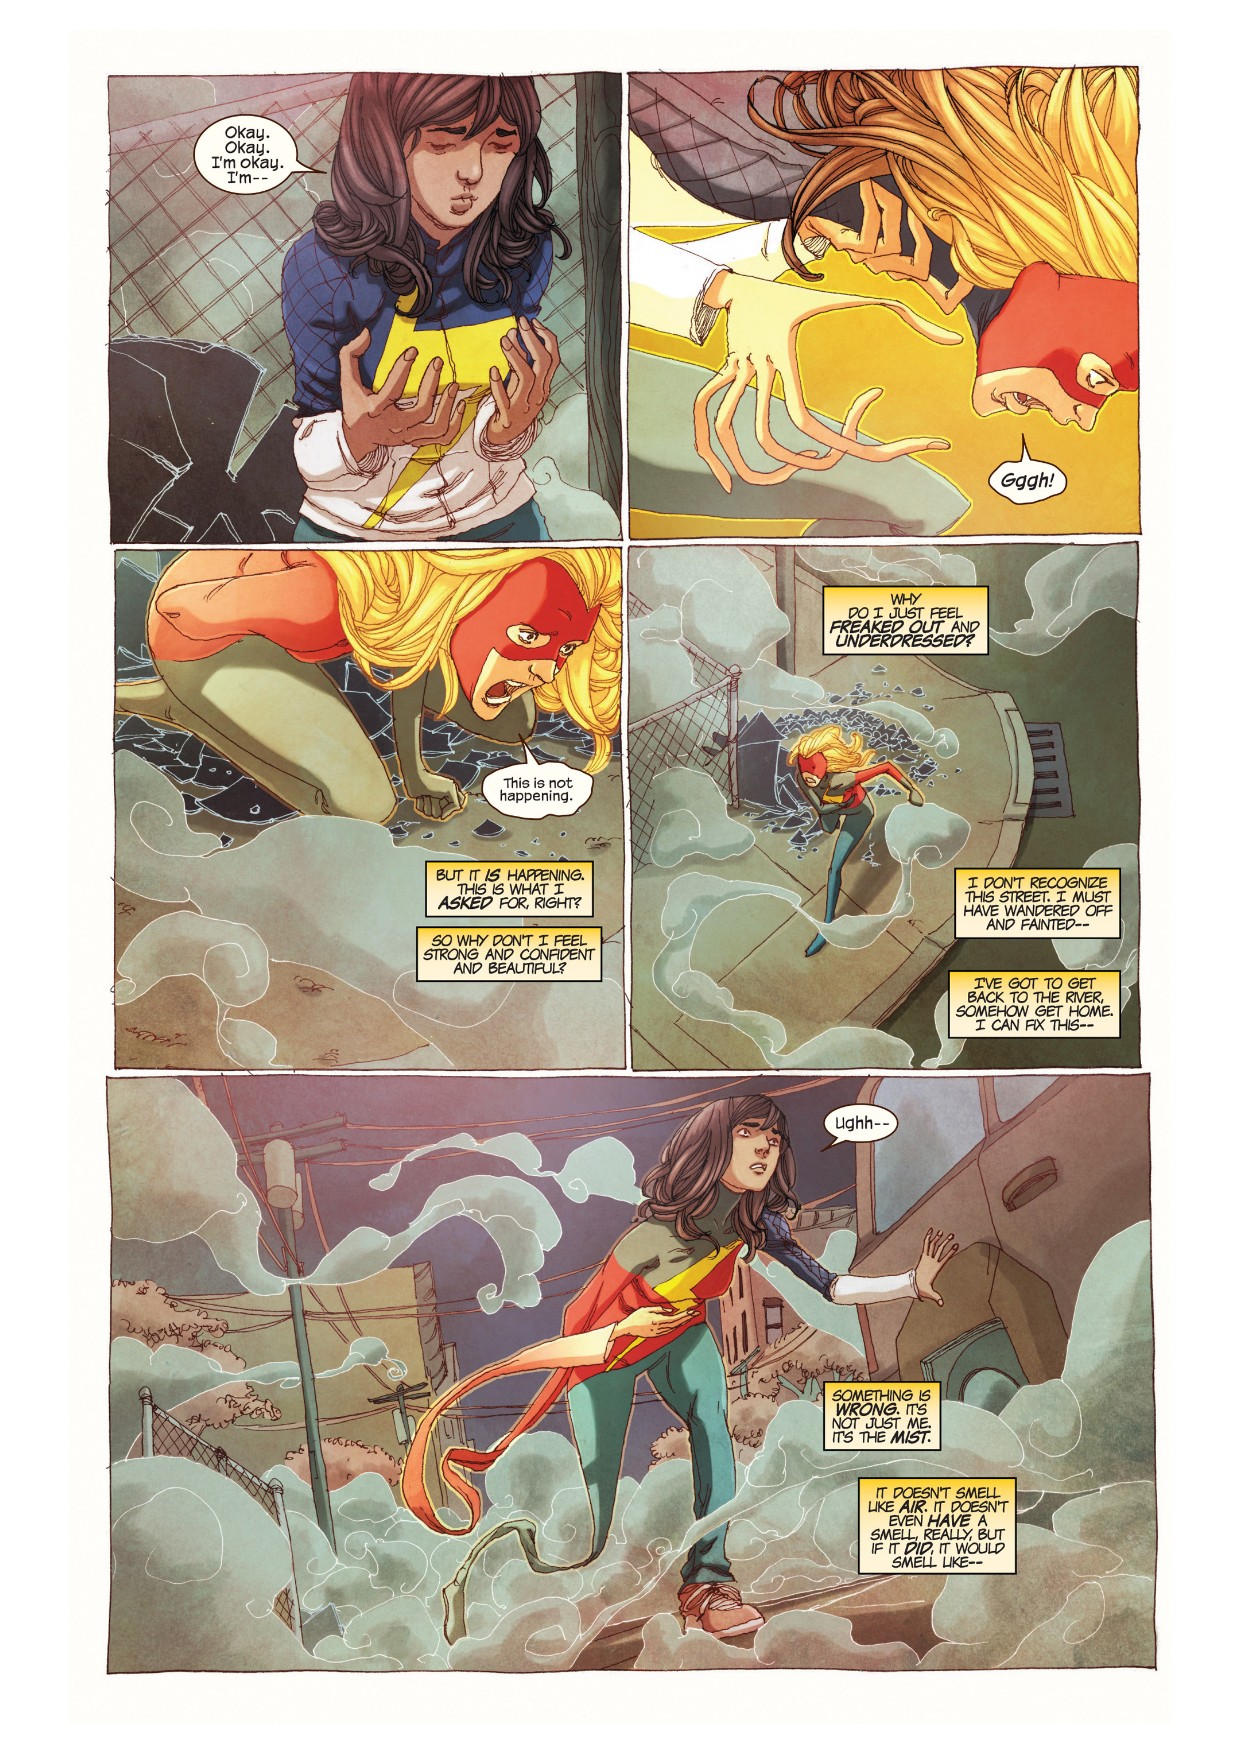 Okay.
Okay.
I'm okay.
I'm--
Gggh!
This is not
happening.
BUT IT IS HAPPENING.
THIS IS WHAT I
ASKED FOR, RIGHT?
SO WHY DON'T I FEEL
STRONG AND CONFIDENT
AND BEAUTIFUL?
WHY
DO I JUST FEEL
FREAKED OUT AND
UNDERDRESSED?
I DON'T RECOGNIZE
THIS STREET. I MUST
HAVE WANDERED OFF
AND FAINTED--
I'VE GOT TO GET
BACK TO THE RIVER,
SOMEHOW GET HOME.
I CAN FIX THIS--
Ughh--
SOMETHING IS
WRONG. IT'S
NOT JUST ME.
IT'S THE MIST.
IT DOESN'T SMELL
LIKE AIR. IT DOESN'T
EVEN HAVE A
SMELL, REALLY, BUT
IF IT DID, IT WOULD
SMELL LIKE--